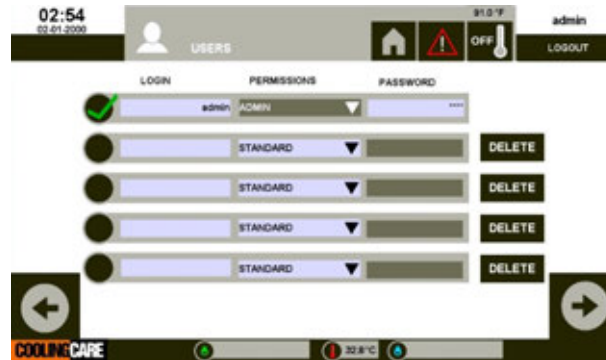 02:54
02-01-2000
USERS
91.0 °F
OFF
admin
LOGOUT
LOGIN PERMISSIONS PASSWORD
admin ADMIN ****
STANDARD DELETE
STANDARD DELETE
STANDARD DELETE
STANDARD DELETE
COOLINGCARE
32.8°C